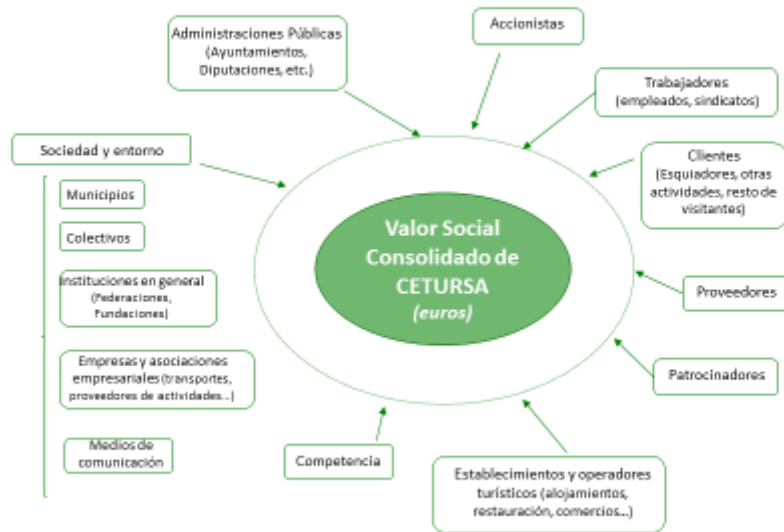 Accionistas
Administraciones Públicas
(Ayuntamientos,
Diputaciones, etc.)
Trabajadores
(empleados, sindicatos)
Sociedad y entorno
Clientes
(Esquiadores, otras
actividades, resto de
visitantes)
Municipios
Colectivos
Valor Social
Consolidado de
CETURSA
(euros)
Instituciones en general
(Federaciones,
Fundaciones)
Proveedores
Empresas y asociaciones
empresariales (transportes,
proveedores de actividades...)
Patrocinadores
Medios de
comunicación
Competencia
Establecimientos y operadores
turísticos (alojamientos,
restauración, comercios...)